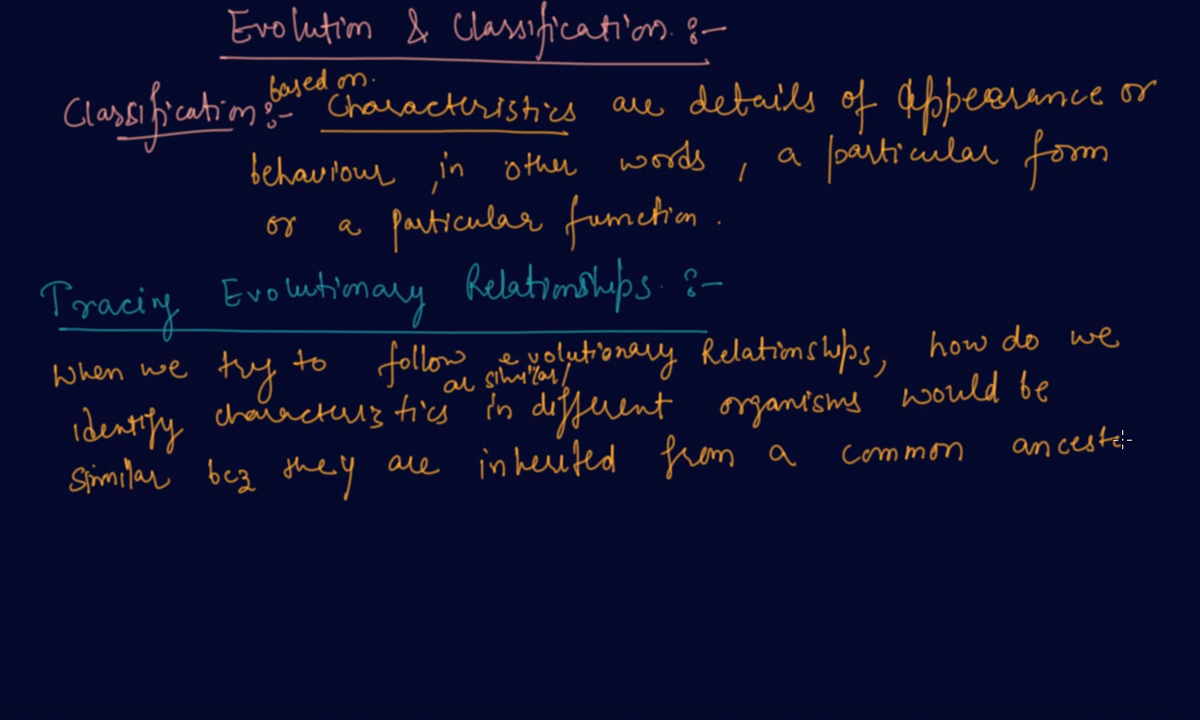 Evolution & Classification :-
based on.
Classification :- Characteristics are details of appearance or
behaviour, in other words, a particular form
or a particular function.
Tracing Evolutionary Relationships. :-
When we try to follow evolutionary Relationships, how do we
as similar/
identify characteristics in different organisms would be
similar bcz they are inherited from a common ancest